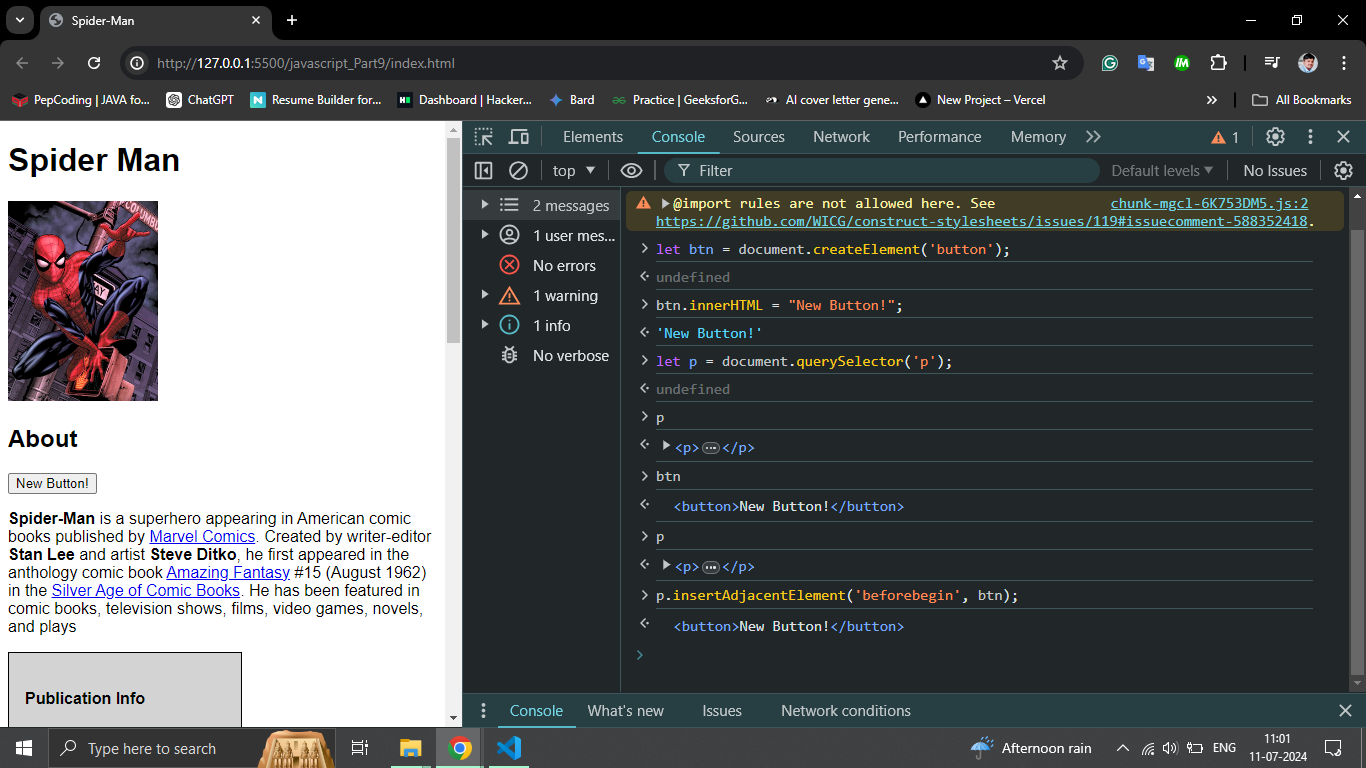 Spider-Man
http://127.0.0.1:5500/javascript_Part9/index.html
PepCoding | JAVA fo...
ChatGPT
Resume Builder for...
Dashboard | Hacker...
Bard
Practice | GeeksforG...
AI cover letter gene...
New Project – Vercel
All Bookmarks
Spider Man
COLUMBU
About
New Button!
Spider-Man is a superhero appearing in American comic
books published by Marvel Comics. Created by writer-editor
Stan Lee and artist Steve Ditko, he first appeared in the
anthology comic book Amazing Fantasy #15 (August 1962)
in the Silver Age of Comic Books. He has been featured in
comic books, television shows, films, video games, novels,
and plays
Publication Info
Elements Console Sources Network Performance Memory 1
top Filter Default levels No Issues
2 messages
1 user mes...
No errors
1 warning
1 info
No verbose
@import rules are not allowed here. See chunk-mgcl-6K753DM5.js:2
https://github.com/WICG/construct-stylesheets/issues/119#issuecomment-588352418.
let btn = document.createElement('button');
undefined
btn.innerHTML = "New Button!";
'New Button!'
let p = document.querySelector('p');
undefined
p
<p>…</p>
btn
<button>New Button!</button>
p
<p>…</p>
p.insertAdjacentElement('beforebegin', btn);
<button>New Button!</button>
Console What's new Issues Network conditions
Type here to search
Afternoon rain
ENG
11:01
11-07-2024